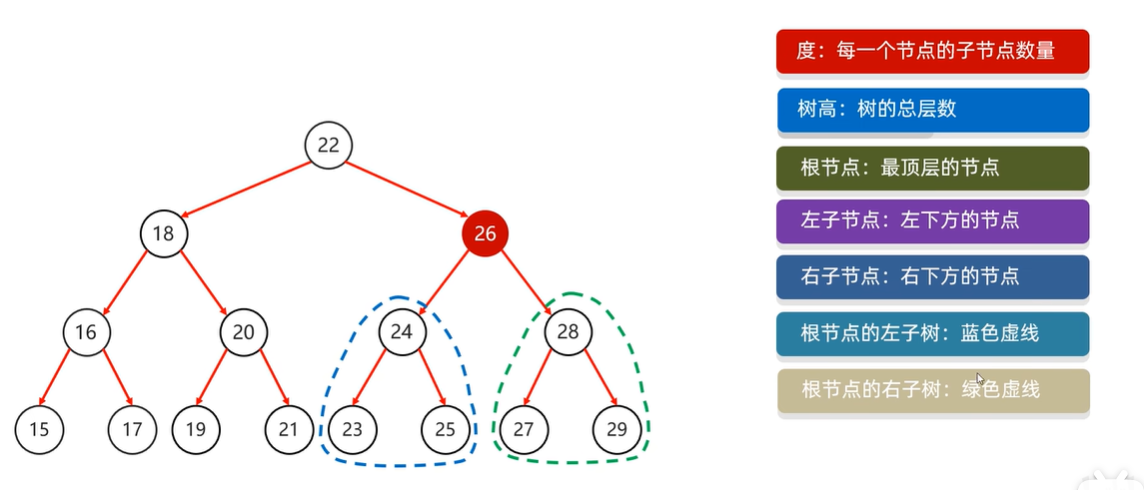 22
18
26
16
20
24
28
15
17
19
21
23
25
27
29
度：每一个节点的子节点数量
树高：树的总层数
根节点：最顶层的节点
左子节点：左下方的节点
右子节点：右下方的节点
根节点的左子树：蓝色虚线
根节点的右子树：绿色虚线